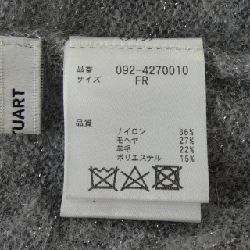 品番 092-4270010
サイズ FR
品質
ナイロン 36%
モヘヤ 27%
羊毛 22%
ポリエステル 15%
TUART